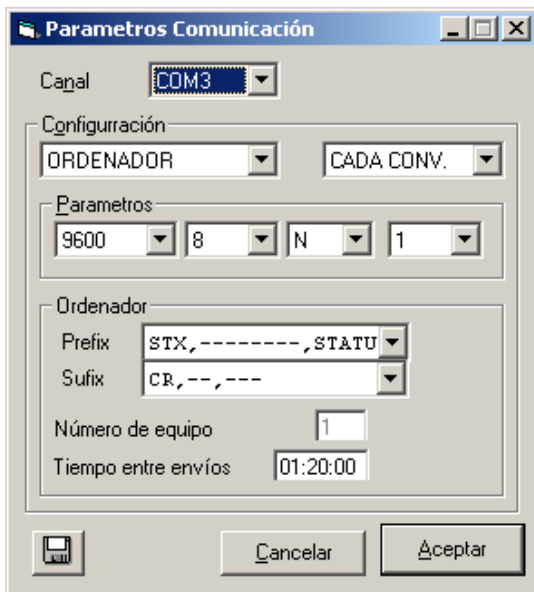 Parametros Comunicación
Canal COM3
Configurración
ORDENADOR CADA CONV.
Parametros
9600 8 N 1
Ordenador
Prefix STX,--------,STATU
Sufix CR,--,---
Número de equipo 1
Tiempo entre envíos 01:20:00
Cancelar Aceptar